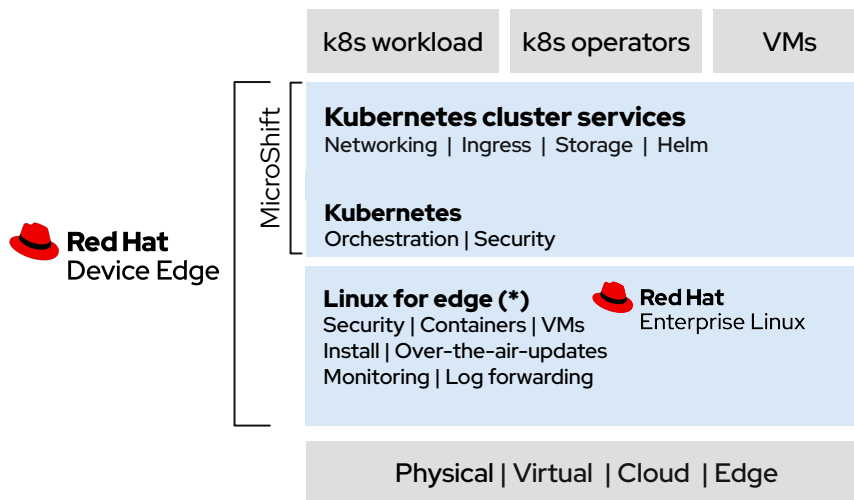 k8s workload
k8s operators
VMs
MicroShift
Kubernetes cluster services
Networking | Ingress | Storage | Helm
Kubernetes
Orchestration | Security
Red Hat
Device Edge
Linux for edge (*)
Security | Containers | VMs
Install | Over-the-air-updates
Monitoring | Log forwarding
Red Hat
Enterprise Linux
Physical | Virtual | Cloud | Edge